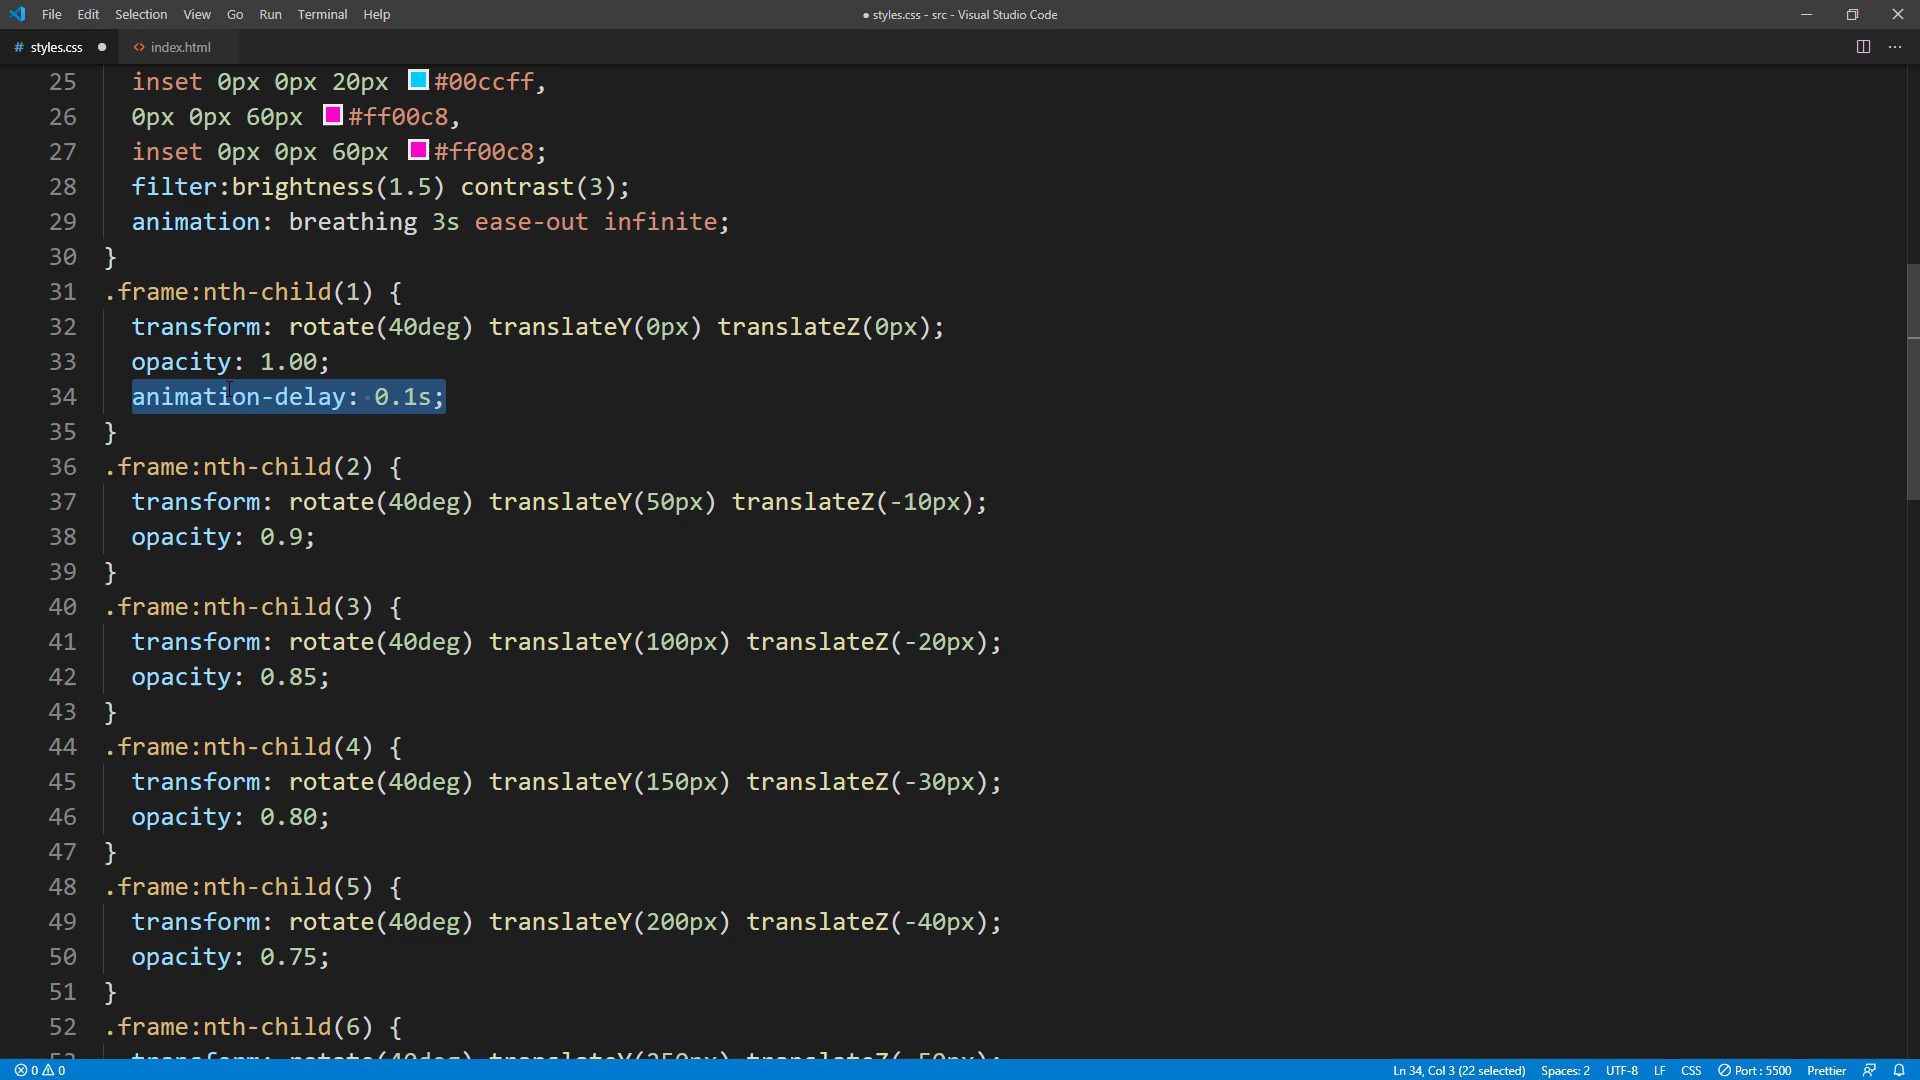 File Edit Selection View Go Run Terminal Help
● styles.css - src - Visual Studio Code
# styles.css ●
<> index.html
25 inset 0px 0px 20px #00ccff,
26 0px 0px 60px #ff00c8,
27 inset 0px 0px 60px #ff00c8;
28 filter:brightness(1.5) contrast(3);
29 animation: breathing 3s ease-out infinite;
30 }
31 .frame:nth-child(1) {
32 transform: rotate(40deg) translateY(0px) translateZ(0px);
33 opacity: 1.00;
34 animation-delay: 0.1s;
35 }
36 .frame:nth-child(2) {
37 transform: rotate(40deg) translateY(50px) translateZ(-10px);
38 opacity: 0.9;
39 }
40 .frame:nth-child(3) {
41 transform: rotate(40deg) translateY(100px) translateZ(-20px);
42 opacity: 0.85;
43 }
44 .frame:nth-child(4) {
45 transform: rotate(40deg) translateY(150px) translateZ(-30px);
46 opacity: 0.80;
47 }
48 .frame:nth-child(5) {
49 transform: rotate(40deg) translateY(200px) translateZ(-40px);
50 opacity: 0.75;
51 }
52 .frame:nth-child(6) {
53 transform: rotate(40deg) translateY(250px) translateZ(-50px);
0 0
Ln 34, Col 3 (22 selected) Spaces: 2 UTF-8 LF CSS Port : 5500 Prettier